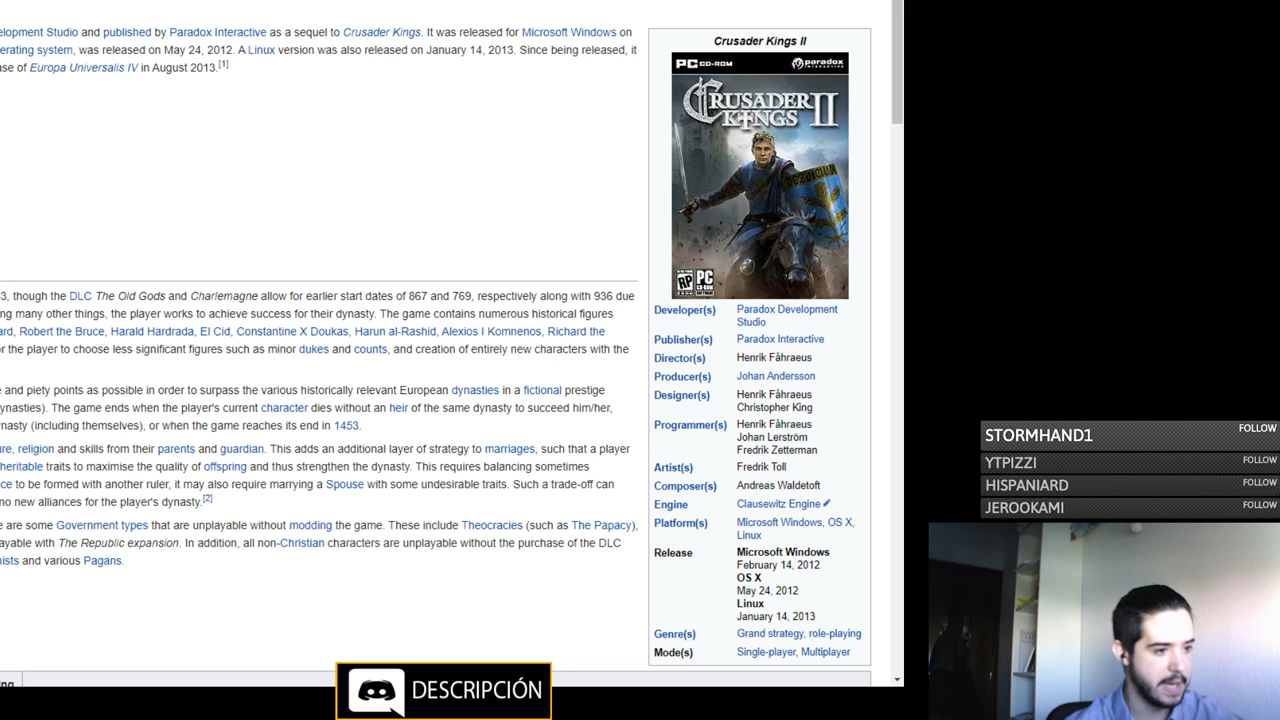 elopment Studio and published by Paradox Interactive as a sequel to Crusader Kings. It was released for Microsoft Windows on
erating system, was released on May 24, 2012. A Linux version was also released on January 14, 2013. Since being released, it
ase of Europa Universalis IV in August 2013.[1]
3, though the DLC The Old Gods and Charlemagne allow for earlier start dates of 867 and 769, respectively along with 936 due
ng many other things, the player works to achieve success for their dynasty. The game contains numerous historical figures
ard, Robert the Bruce, Harald Hardrada, El Cid, Constantine X Doukas, Harun al-Rashid, Alexios I Komnenos, Richard the
or the player to choose less significant figures such as minor dukes and counts, and creation of entirely new characters with the
e and piety points as possible in order to surpass the various historically relevant European dynasties in a fictional prestige
dynasties). The game ends when the player's current character dies without an heir of the same dynasty to succeed him/her,
nasty (including themselves), or when the game reaches its end in 1453.
ure, religion and skills from their parents and guardian. This adds an additional layer of strategy to marriages, such that a player
heritable traits to maximise the quality of offspring and thus strengthen the dynasty. This requires balancing sometimes
ce to be formed with another ruler, it may also require marrying a Spouse with some undesirable traits. Such a trade-off can
no new alliances for the player's dynasty.[2]
e are some Government types that are unplayable without modding the game. These include Theocracies (such as The Papacy),
ayable with The Republic expansion. In addition, all non-Christian characters are unplayable without the purchase of the DLC
nists and various Pagans.
Crusader Kings II
PC CD-ROM paradox INTERACTIVE
CRUSADER
KINGS II
RP PC
Developer(s) Paradox Development
Studio
Publisher(s) Paradox Interactive
Director(s) Henrik Fåhraeus
Producer(s) Johan Andersson
Designer(s) Henrik Fåhraeus
Christopher King
Programmer(s) Henrik Fåhraeus
Johan Lerström
Fredrik Zetterman
Artist(s) Fredrik Toll
Composer(s) Andreas Waldetoft
Engine Clausewitz Engine
Platform(s) Microsoft Windows, OS X,
Linux
Release Microsoft Windows
February 14, 2012
OS X
May 24, 2012
Linux
January 14, 2013
Genre(s) Grand strategy, role-playing
Mode(s) Single-player, Multiplayer
STORMHAND1 FOLLOW
YTPIZZI FOLLOW
HISPANIARD FOLLOW
JEROOKAMI FOLLOW
DESCRIPCIÓN